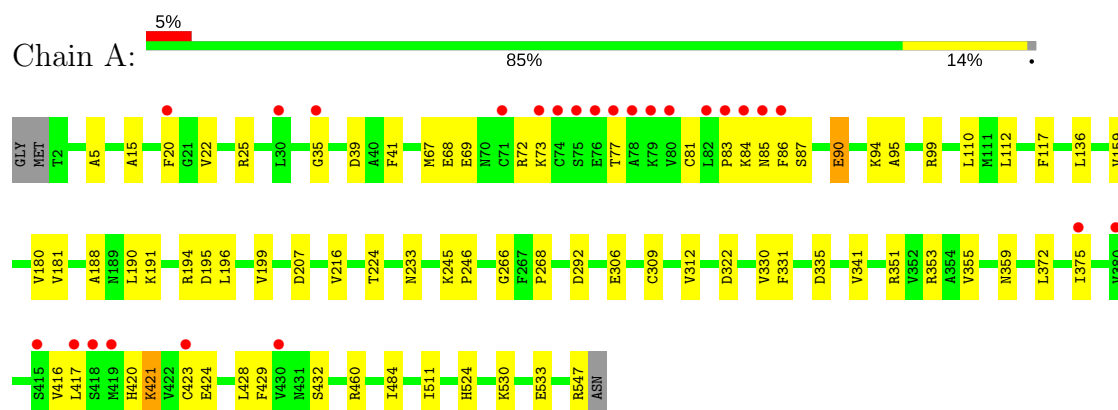 5%
Chain A:
85%
14%
•
GLY MET T2 A5 A15 F20 G21 V22 R25 L30 G35 D39 A40 F41 M67 E68 E69 N70 C71 R72 K73 C74 S75 E76 T77 A78 K79 V80 C81 L82 P83 K84 N85 F86 S87 E90 K94 A95 R99 L110 M111 L112 F117 L136
V180 V181 A188 N189 L190 K191 R194 D195 L196 V199 D207 V216 T224 N233 K245 P246 G266 F267 P268 D292 E306 C309 V312 D322 V330 F331 D335 V341 R351 V352 R353 A354 V355 N359 L372 I375
S415 V416 L417 S418 M419 H420 K421 V422 C423 E424 L428 F429 V430 N431 S432 R460 I484 I511 H524 K530 E533 R547 ASN